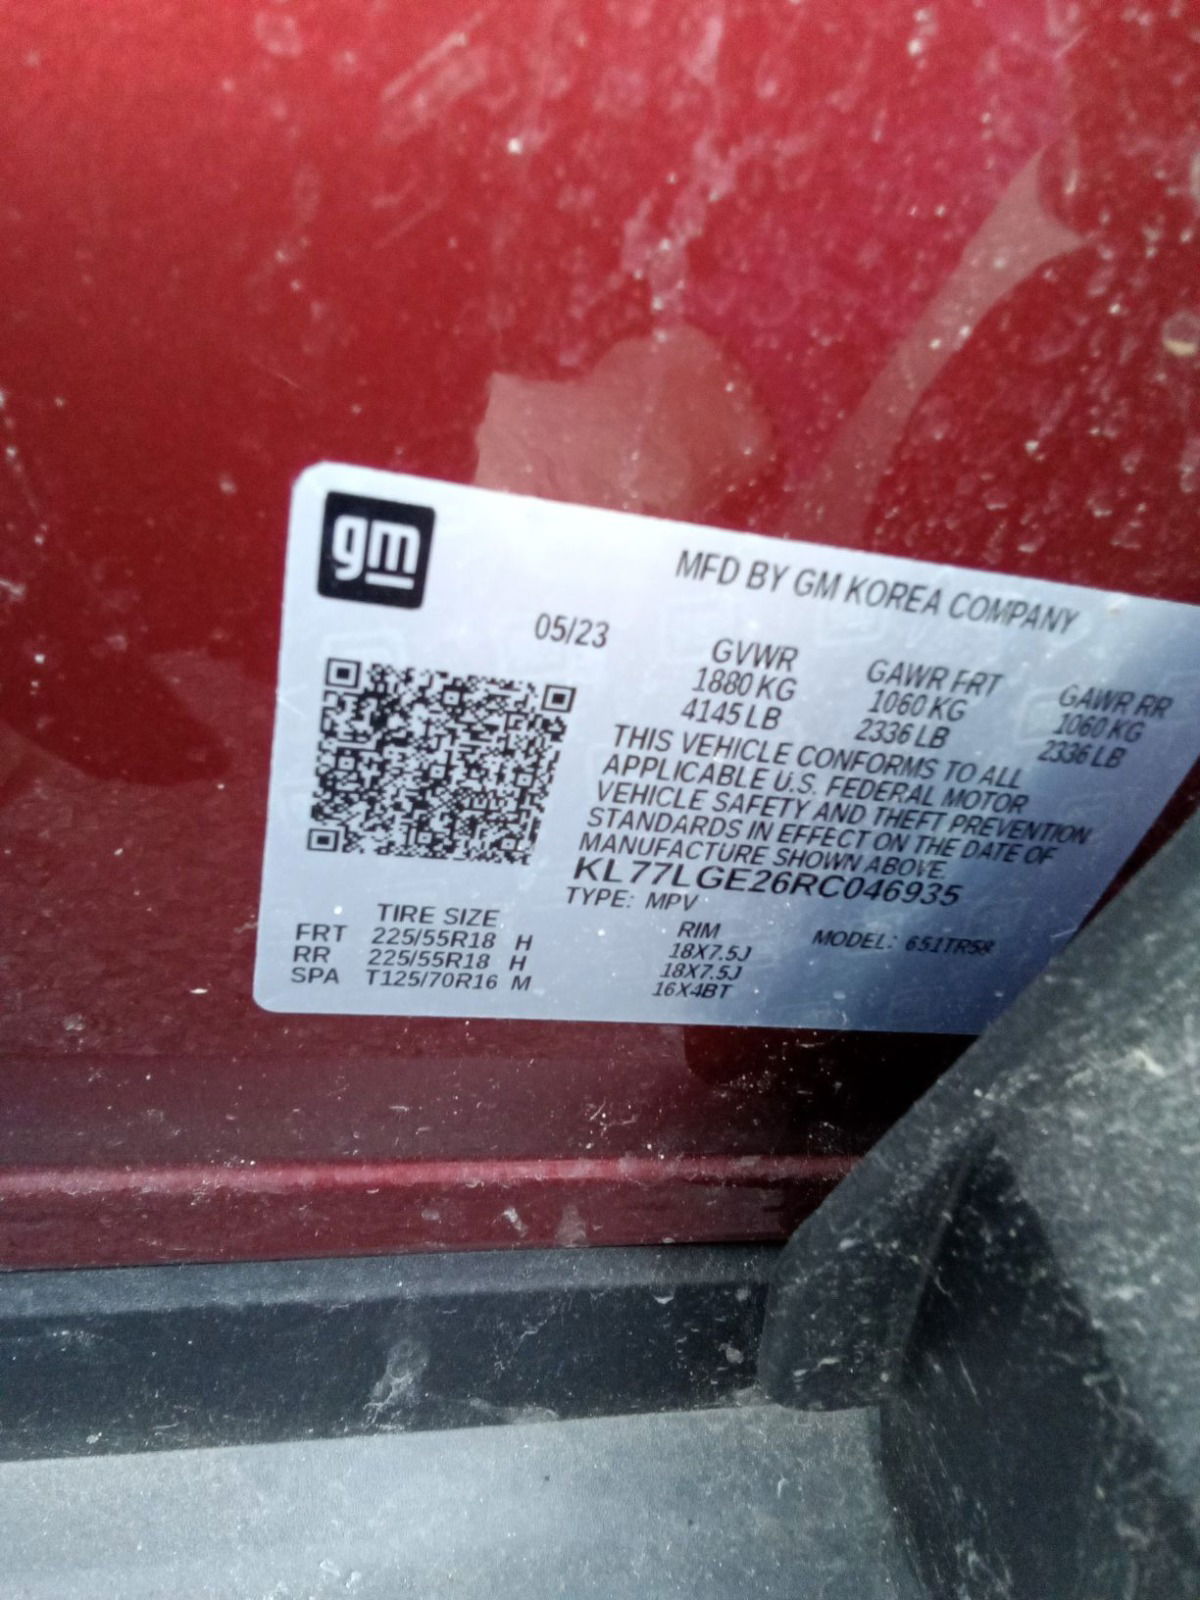 gm
MFD BY GM KOREA COMPANY
05/23
GVWR GAWR FRT GAWR RR
1880 KG 1060 KG 1060 KG
4145 LB 2336 LB 2336 LB
THIS VEHICLE CONFORMS TO ALL
APPLICABLE U.S. FEDERAL MOTOR
VEHICLE SAFETY AND THEFT PREVENTION
STANDARDS IN EFFECT ON THE DATE OF
MANUFACTURE SHOWN ABOVE.
KL77LGE26RC046935
TYPE: MPV
TIRE SIZE RIM MODEL: 651TR58
FRT 225/55R18 H 18X7.5J
RR 225/55R18 H 18X7.5J
SPA T125/70R16 M 16X4BT